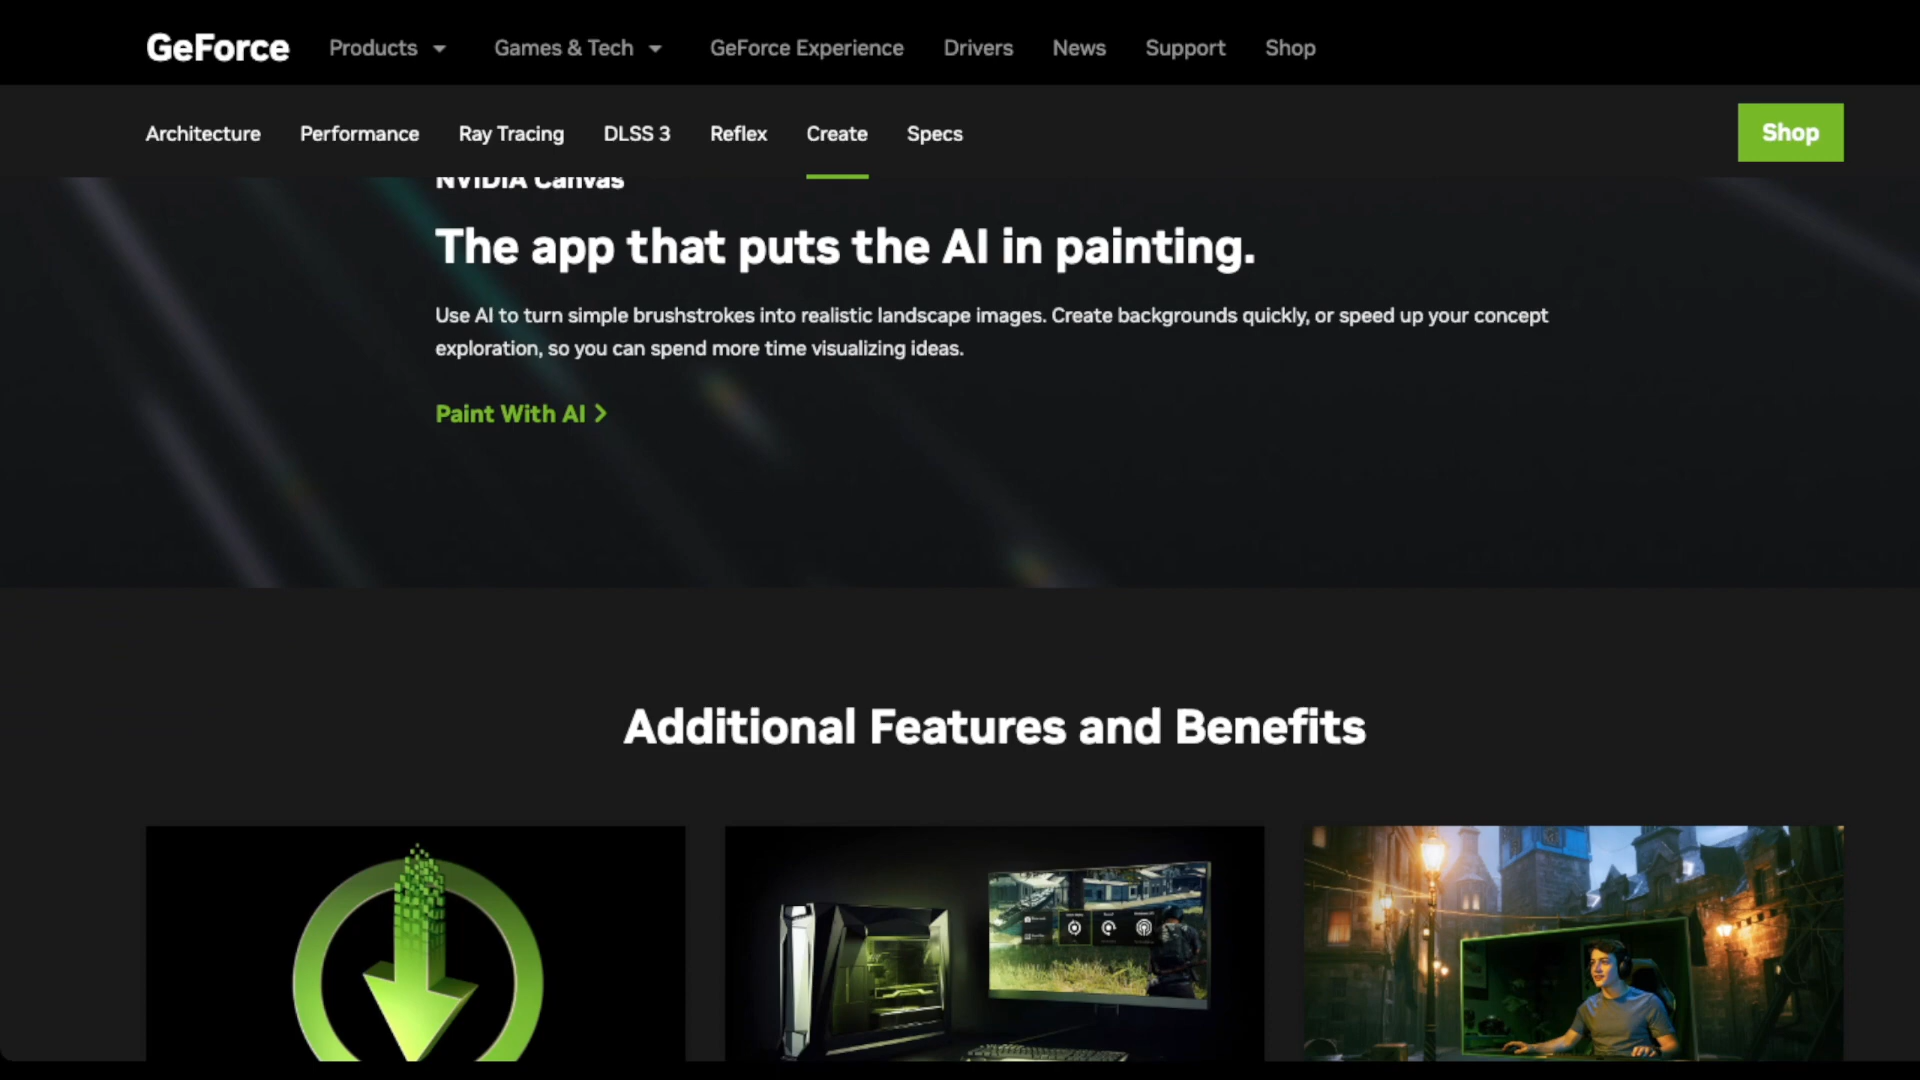 GeForce Products Games & Tech GeForce Experience Drivers News Support Shop
Architecture Performance Ray Tracing DLSS 3 Reflex Create Specs Shop
NVIDIA Canvas
The app that puts the AI in painting.
Use AI to turn simple brushstrokes into realistic landscape images. Create backgrounds quickly, or speed up your concept
exploration, so you can spend more time visualizing ideas.
Paint With AI
Additional Features and Benefits